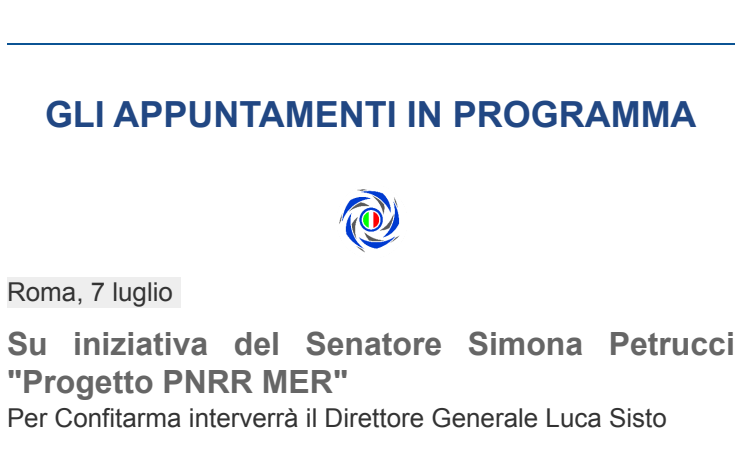 GLI APPUNTAMENTI IN PROGRAMMA
Roma, 7 luglio
Su iniziativa del Senatore Simona Petrucci
"Progetto PNRR MER"
Per Confitarma interverrà il Direttore Generale Luca Sisto